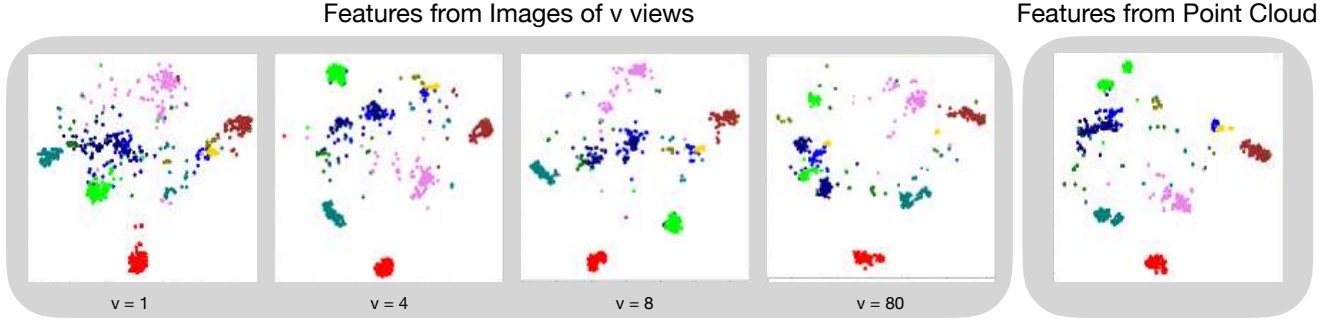 Features from Images of v views
Features from Point Cloud
v = 1
v = 4
v = 8
v = 80